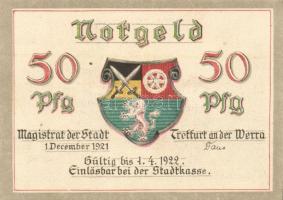 Notgeld
50 Pfg 50 Pfg
Magistrat der Stadt Treffurt an der Werra
1. December 1921
Gültig bis 1. 4. 1922.
Einlösbar bei der Stadtkasse.